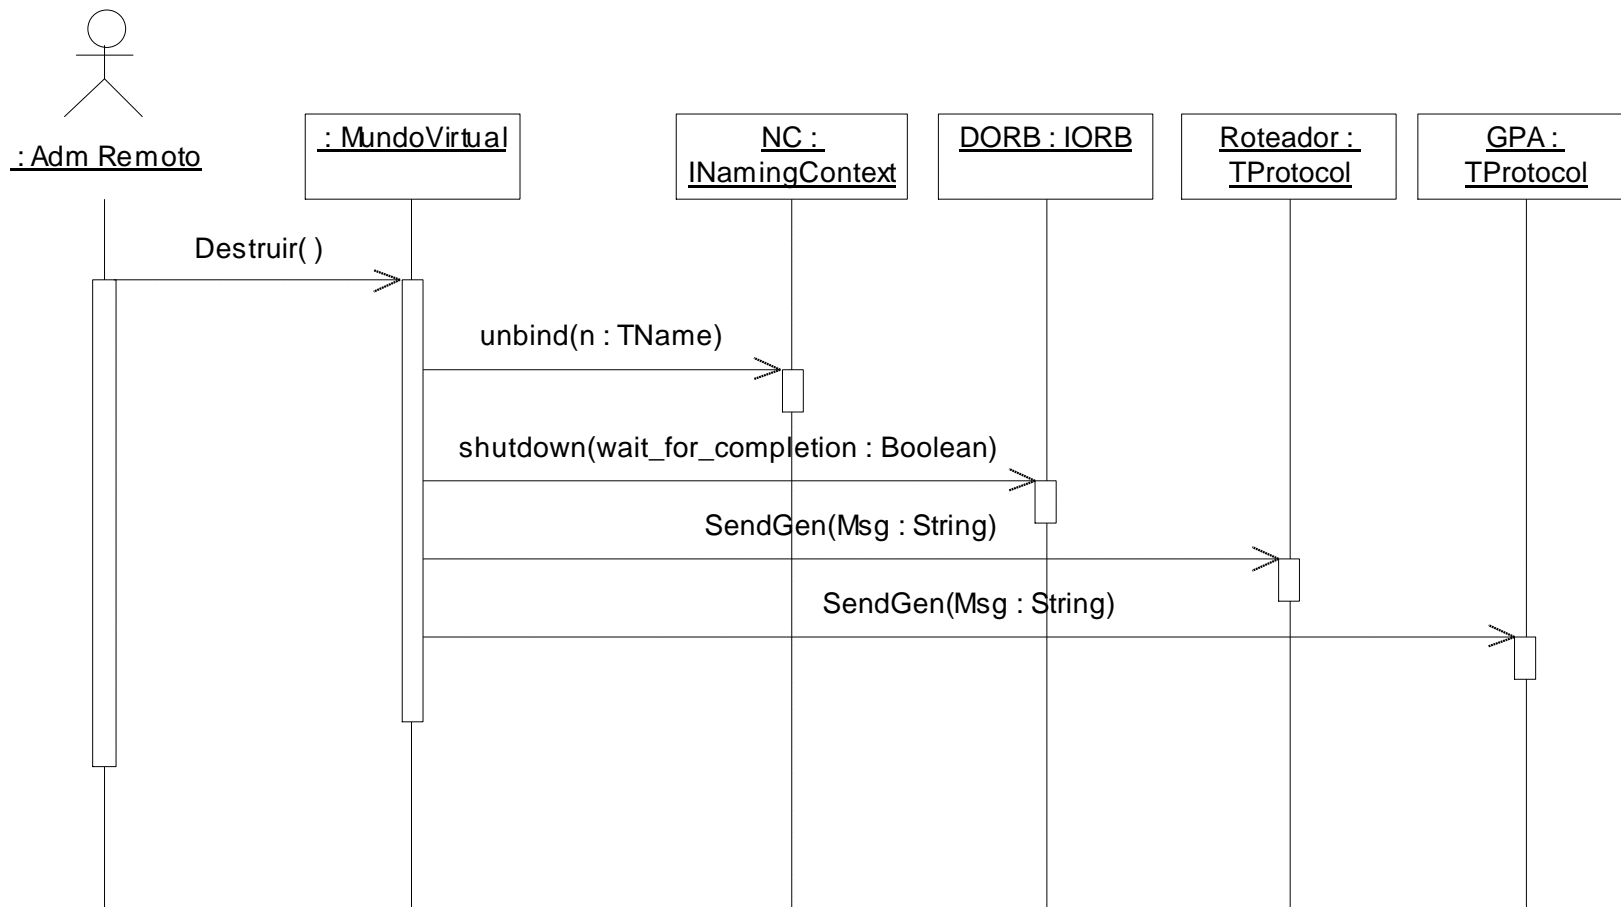 : Adm Remoto
: MundoVirtual
NC :
INamingContext
DORB : IORB
Roteador :
TProtocol
GPA :
TProtocol
Destruir( )
unbind(n : TName)
shutdown(wait_for_completion : Boolean)
SendGen(Msg : String)
SendGen(Msg : String)